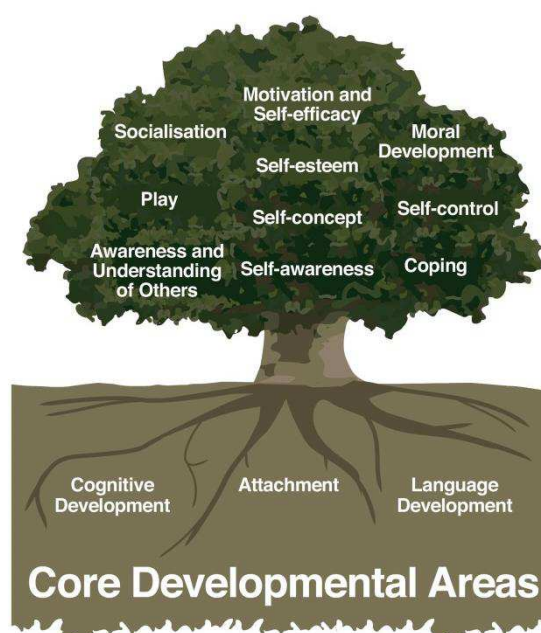 Motivation and
Self-efficacy
Socialisation
Moral
Development
Self-esteem
Play
Self-concept
Self-control
Awareness and
Understanding
of Others
Self-awareness
Coping
Cognitive
Development
Attachment
Language
Development
Core Developmental Areas